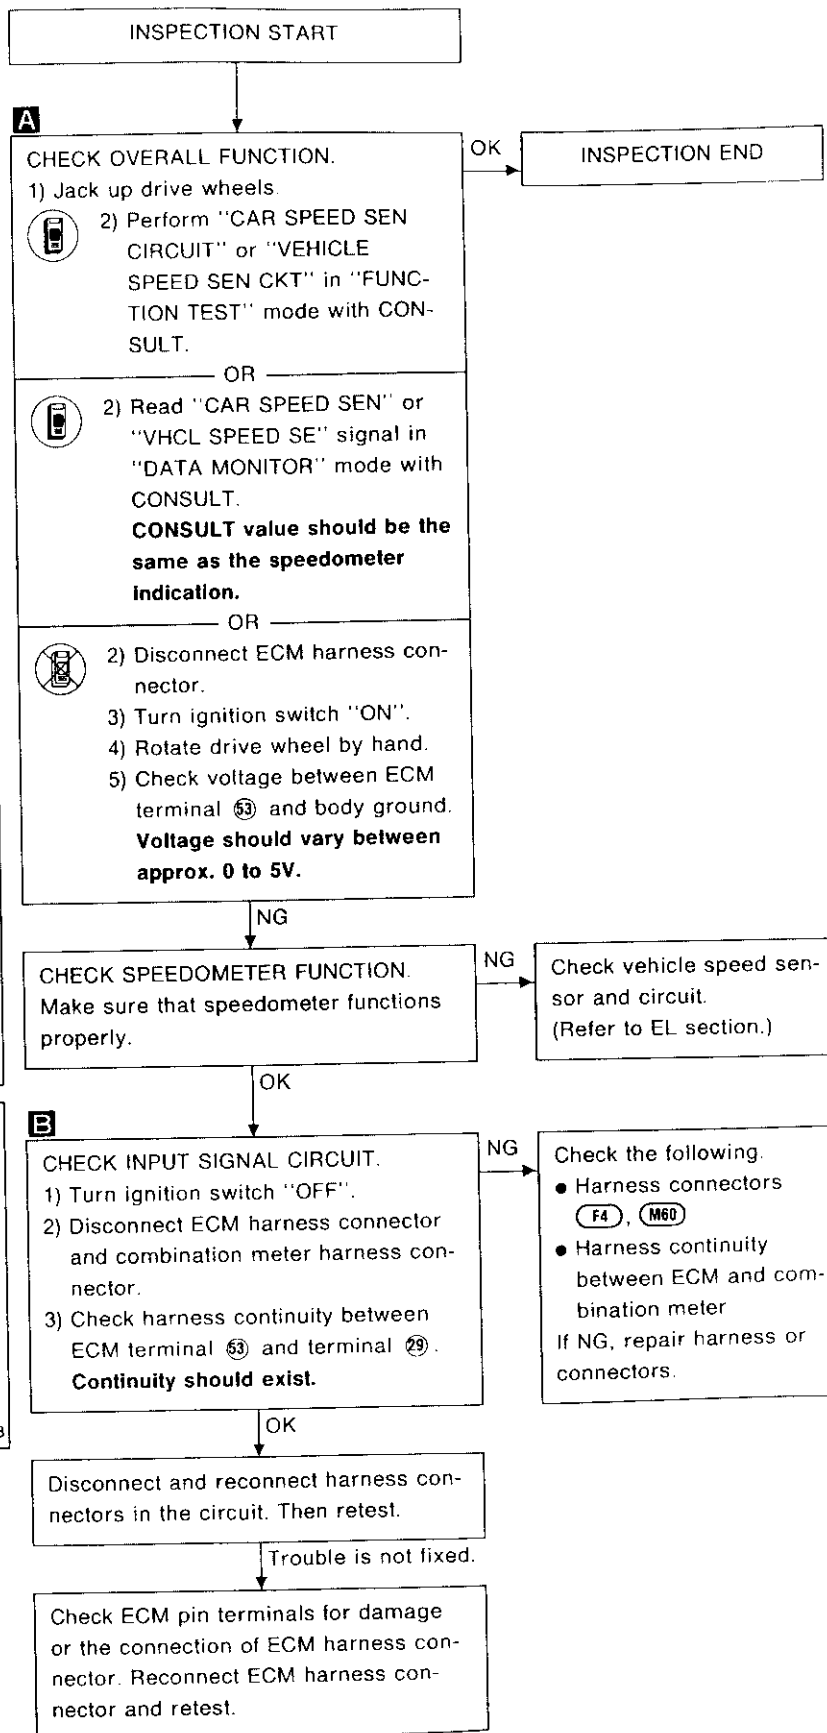 INSPECTION START
A
CHECK OVERALL FUNCTION.
1) Jack up drive wheels.
2) Perform "CAR SPEED SEN
CIRCUIT" or "VEHICLE
SPEED SEN CKT" in "FUNC-
TION TEST" mode with CON-
SULT.
OR
2) Read "CAR SPEED SEN" or
"VHCL SPEED SE" signal in
"DATA MONITOR" mode with
CONSULT.
CONSULT value should be the
same as the speedometer
indication.
OR
2) Disconnect ECM harness con-
nector.
3) Turn ignition switch "ON".
4) Rotate drive wheel by hand.
5) Check voltage between ECM
terminal 53 and body ground.
Voltage should vary between
approx. 0 to 5V.
OK
INSPECTION END
NG
CHECK SPEEDOMETER FUNCTION.
Make sure that speedometer functions
properly.
NG
Check vehicle speed sen-
sor and circuit.
(Refer to EL section.)
OK
B
CHECK INPUT SIGNAL CIRCUIT.
1) Turn ignition switch "OFF".
2) Disconnect ECM harness connector
and combination meter harness con-
nector.
3) Check harness continuity between
ECM terminal 53 and terminal 29.
Continuity should exist.
NG
Check the following.
● Harness connectors
F4, M60
● Harness continuity
between ECM and com-
bination meter
If NG, repair harness or
connectors.
OK
Disconnect and reconnect harness con-
nectors in the circuit. Then retest.
Trouble is not fixed.
Check ECM pin terminals for damage
or the connection of ECM harness con-
nector. Reconnect ECM harness con-
nector and retest.